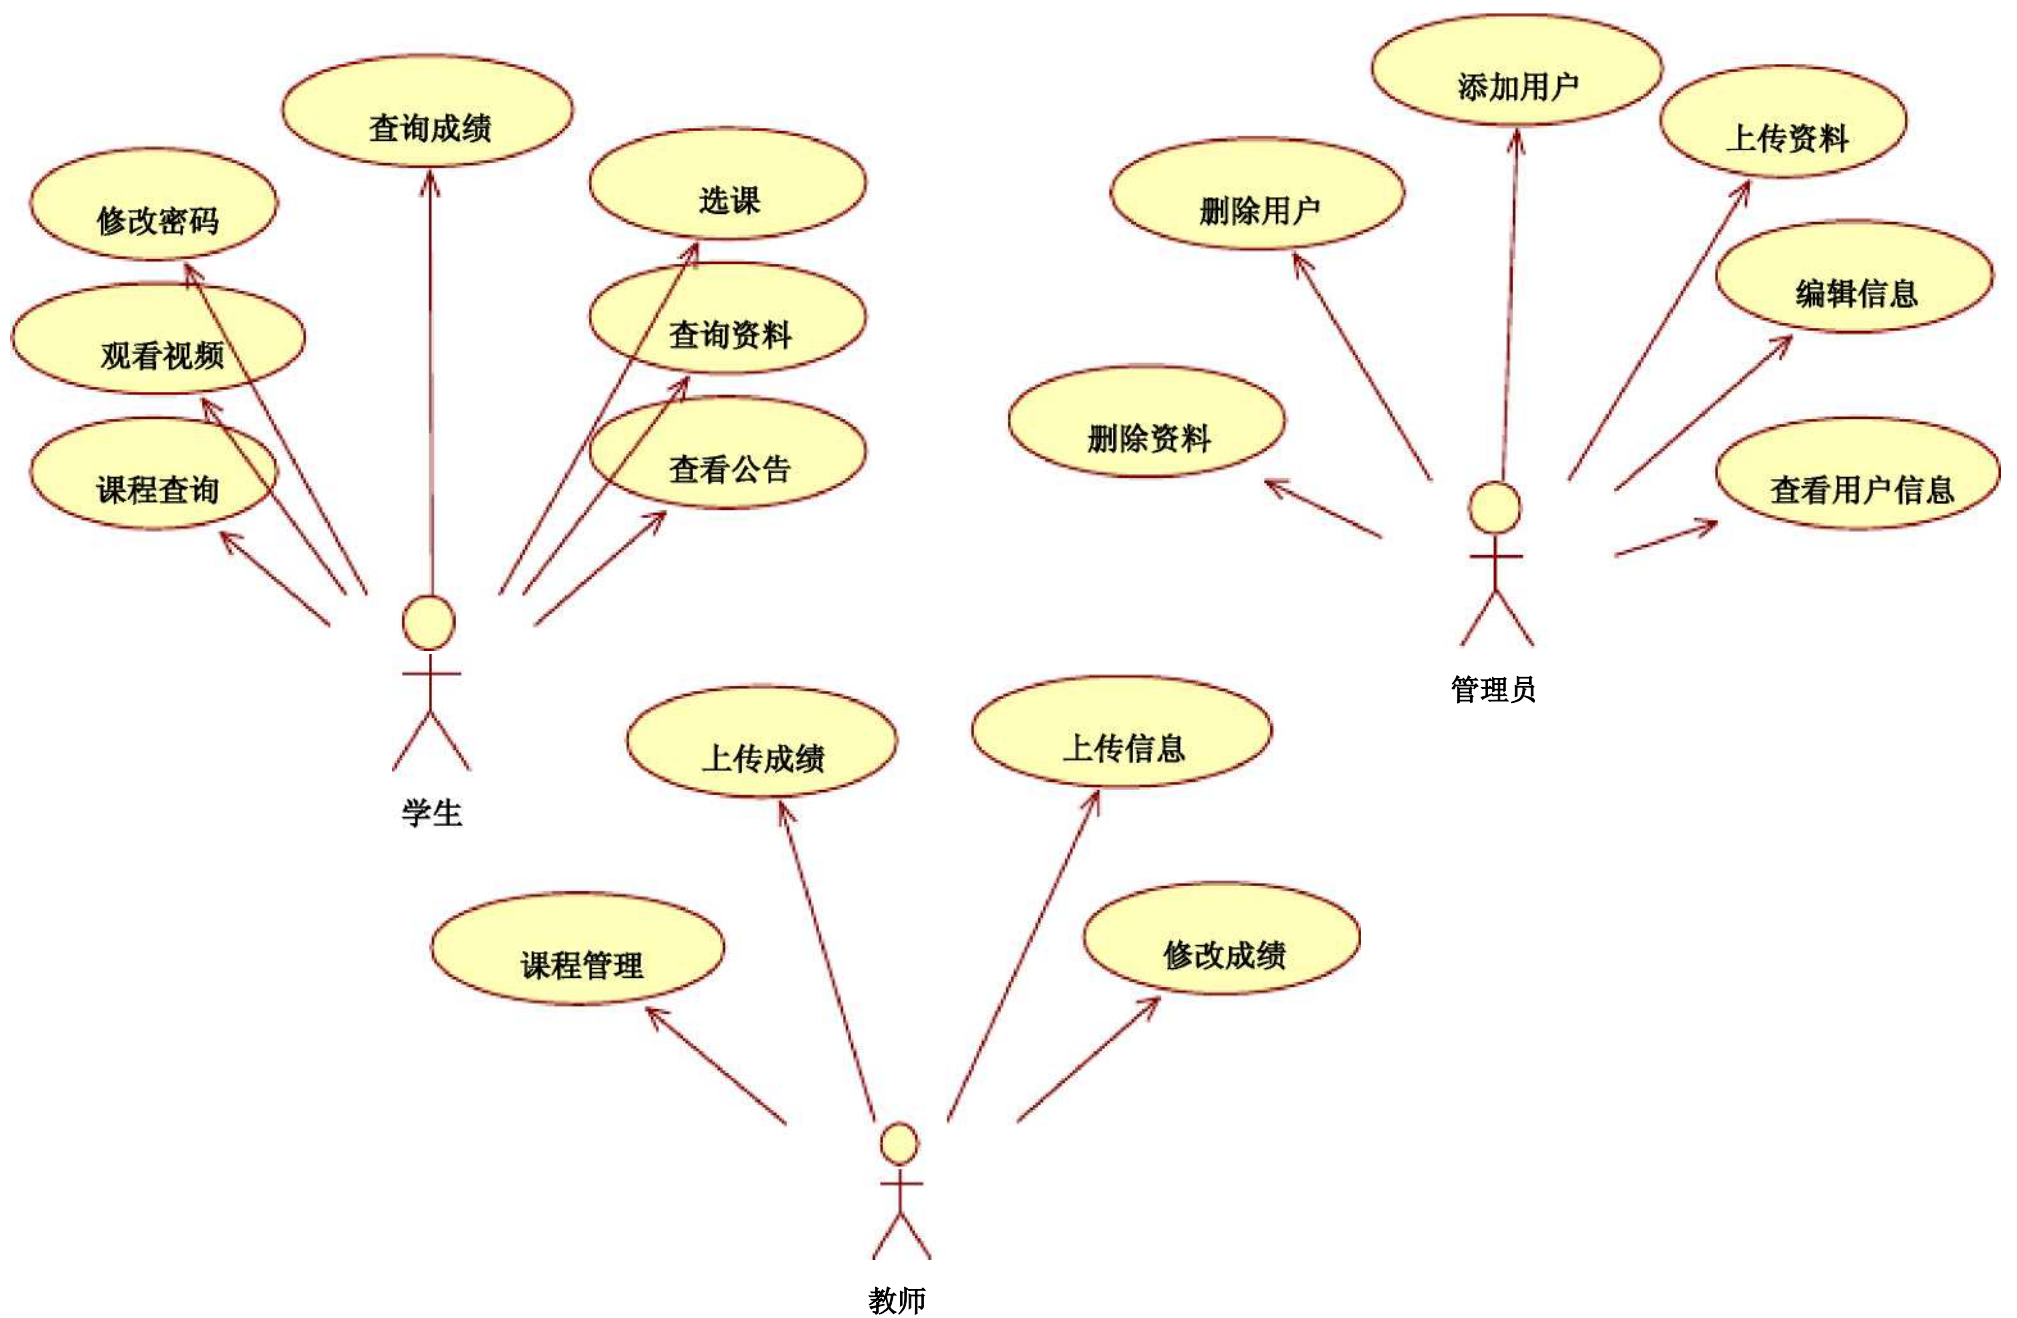 查询成绩
修改密码
选课
观看视频
查询资料
课程查询
查看公告
学生
添加用户
上传资料
删除用户
编辑信息
删除资料
查看用户信息
管理员
上传成绩
上传信息
课程管理
修改成绩
教师